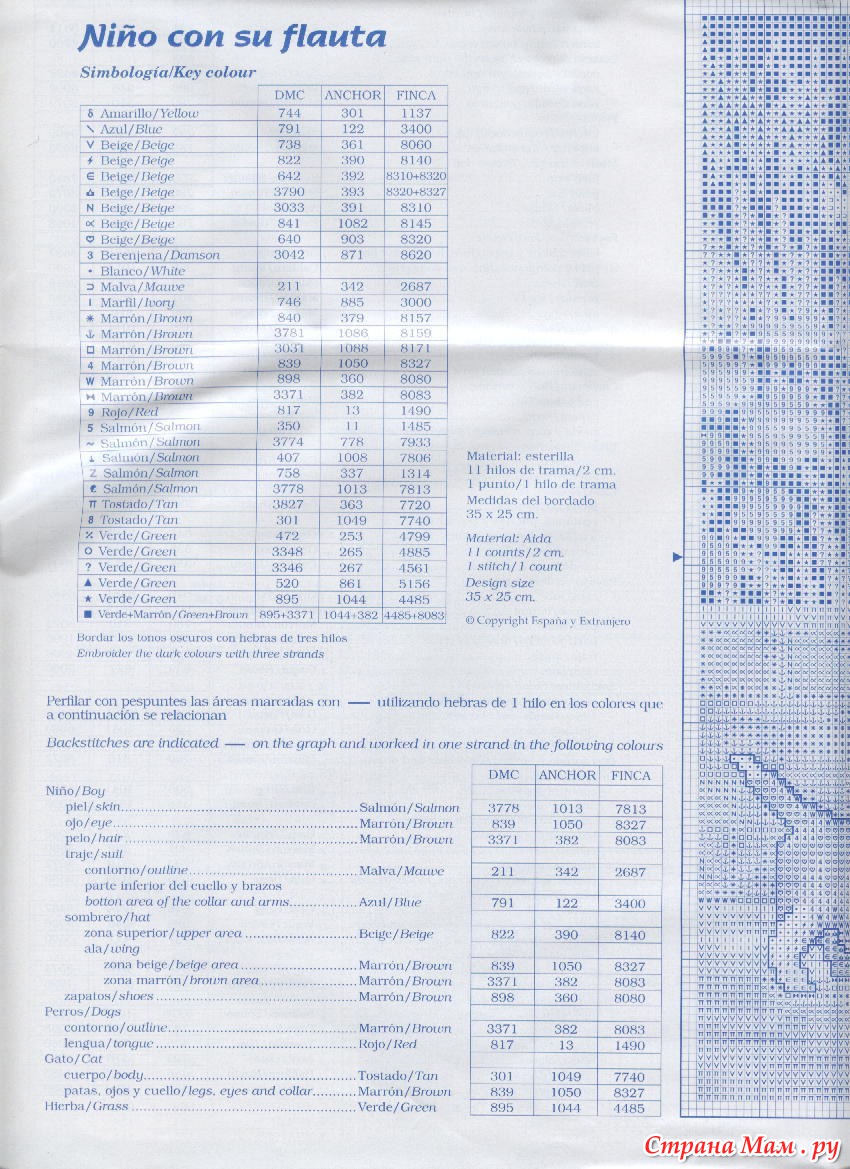 Niño con su flauta
Simbología/Key colour
DMC ANCHOR FINCA
δ Amarillo/Yellow 744 301 1137
\ Azul/Blue 791 122 3400
V Beige/Beige 738 361 8060
⚡ Beige/Beige 822 390 8140
∈ Beige/Beige 642 392 8310+8320
Beige/Beige 3790 393 8320+8327
N Beige/Beige 3033 391 8310
∝ Beige/Beige 841 1082 8145
♡ Beige/Beige 640 903 8320
3 Berenjena/Damson 3042 871 8620
• Blanco/White
⊃ Malva/Mauve 211 342 2687
I Marfil/Ivory 746 885 3000
✳ Marrón/Brown 840 379 8157
⚓ Marrón/Brown 3781 1086 8159
□ Marrón/Brown 3031 1088 8171
4 Marrón/Brown 839 1050 8327
W Marrón/Brown 898 360 8080
⋈ Marrón/Brown 3371 382 8083
9 Rojo/Red 817 13 1490
5 Salmón/Salmon 350 11 1485
~ Salmón/Salmon 3774 778 7933
Salmón/Salmon 407 1008 7806
Z Salmón/Salmon 758 337 1314
Salmón/Salmon 3778 1013 7813
π Tostado/Tan 3827 363 7720
8 Tostado/Tan 301 1049 7740
٪ Verde/Green 472 253 4799
O Verde/Green 3348 265 4885
? Verde/Green 3346 267 4561
▲ Verde/Green 520 861 5156
★ Verde/Green 895 1044 4485
■ Verde+Marrón/Green+Brown 895+3371 1044+382 4485+8083
Bordar los tonos oscuros con hebras de tres hilos
Embroider the dark colours with three strands
Material: esterilla
11 hilos de trama/2 cm.
1 punto/1 hilo de trama
Medidas del bordado
35 x 25 cm.
Material: Aida
11 counts/2 cm.
1 stitch/1 count
Design size
35 x 25 cm.
© Copyright España y Extranjero
Perfilar con pespuntes las áreas marcadas con — utilizando hebras de 1 hilo en los colores que
a continuación se relacionan
Backstitches are indicated — on the graph and worked in one strand in the following colours
DMC ANCHOR FINCA
Niño/Boy
piel/skin Salmón/Salmon 3778 1013 7813
ojo/eye Marrón/Brown 839 1050 8327
pelo/hair Marrón/Brown 3371 382 8083
traje/suit
contorno/outline Malva/Mauve 211 342 2687
parte inferior del cuello y brazos
botton area of the collar and arms Azul/Blue 791 122 3400
sombrero/hat
zona superior/upper area Beige/Beige 822 390 8140
ala/wing
zona beige/beige area Marrón/Brown 839 1050 8327
zona marrón/brown area Marrón/Brown 3371 382 8083
zapatos/shoes Marrón/Brown 898 360 8080
Perros/Dogs
contorno/outline Marrón/Brown 3371 382 8083
lengua/tongue Rojo/Red 817 13 1490
Gato/Cat
cuerpo/body Tostado/Tan 301 1049 7740
patas, ojos y cuello/legs, eyes and collar Marrón/Brown 839 1050 8327
Hierba/Grass Verde/Green 895 1044 4485
Страна Мам . ру